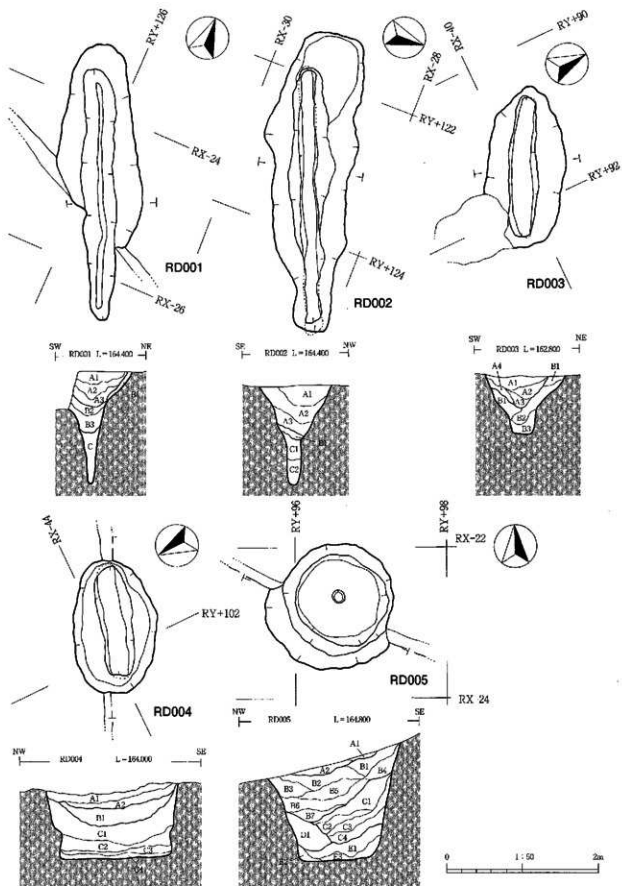 RY+126
RX-24
RX-26
RD001
RX-30
RX-28
RY+122
RY+124
RD002
RX-40
RY+90
RY+92
RD003
SW RD001 L=164.400 NE
A1
A2
A3
B3
C
SE RD002 L=164.400 NW
A1
A2
A3
C1
C2
SW RD003 L=162.800 NE
A4
B1
A1
A2
A3
B1
B2
B3
RX-44
RY+102
RD004
RY+96
RY+98
RX-22
RX-24
RD005
NW RD004 L=164.000 SE
A1
A2
B1
C1
C2
C3
NW RD005 L=164.800 SE
A1
A2
B1
B4
B3
B2
B5
B6
B7
C1
C2
C3
C4
D1
E1
0 1:50 2m